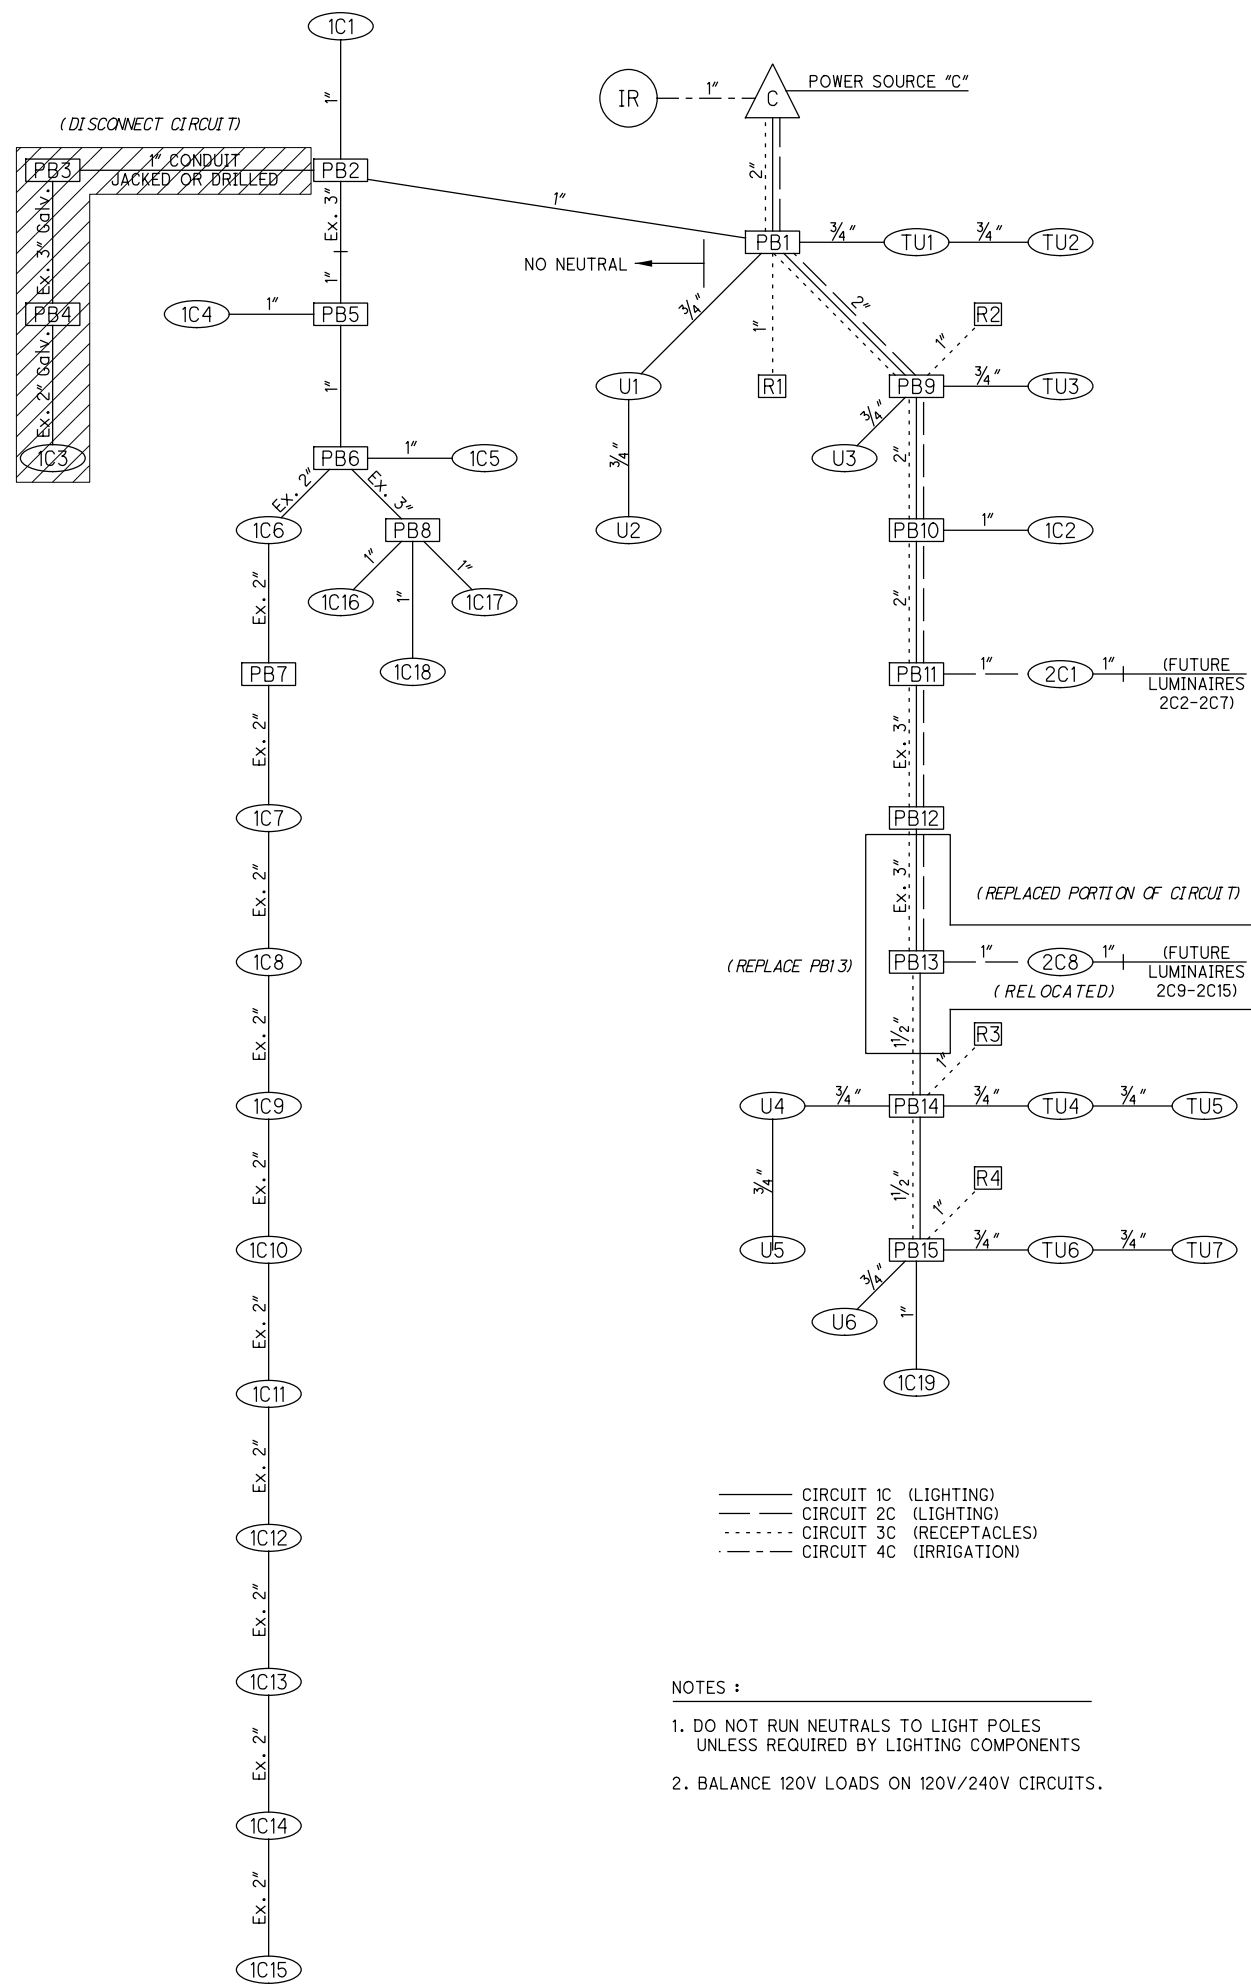 1C1
IR
1"
C
POWER SOURCE "C"
1"
(DISCONNECT CIRCUIT)
PB3
1" CONDUIT
JACKED OR DRILLED
PB2
2"
1"
Ex. 3"
Ex. 3" Galv.
PB1
3/4"
TU1
3/4"
TU2
NO NEUTRAL
1"
2"
PB4
1C4
1"
PB5
3/4"
1"
R2
1"
Ex. 2" Galv.
1"
U1
R1
PB9
3/4"
TU3
3/4"
1C3
PB6
1"
1C5
3/4"
U3
2"
Ex. 2"
Ex. 3"
1C6
PB8
U2
PB10
1"
1C2
1"
1"
Ex. 2"
1C16
1"
1C17
2"
PB7
1C18
PB11
1"
2C1
1"
(FUTURE
LUMINAIRES
2C2-2C7)
Ex. 2"
Ex. 3"
1C7
PB12
Ex. 2"
Ex. 3"
(REPLACED PORTION OF CIRCUIT)
1C8
(REPLACE PB13)
PB13
1"
2C8
1"
(FUTURE
LUMINAIRES
2C9-2C15)
(RELOCATED)
Ex. 2"
1 1/2"
1"
R3
1C9
U4
3/4"
PB14
3/4"
TU4
3/4"
TU5
Ex. 2"
3/4"
1 1/2"
1"
R4
1C10
U5
PB15
3/4"
TU6
3/4"
TU7
3/4"
Ex. 2"
U6
1"
1C11
1C19
Ex. 2"
CIRCUIT 1C (LIGHTING)
CIRCUIT 2C (LIGHTING)
CIRCUIT 3C (RECEPTACLES)
CIRCUIT 4C (IRRIGATION)
1C12
Ex. 2"
1C13
NOTES :
1. DO NOT RUN NEUTRALS TO LIGHT POLES
UNLESS REQUIRED BY LIGHTING COMPONENTS
2. BALANCE 120V LOADS ON 120V/240V CIRCUITS.
Ex. 2"
1C14
Ex. 2"
1C15